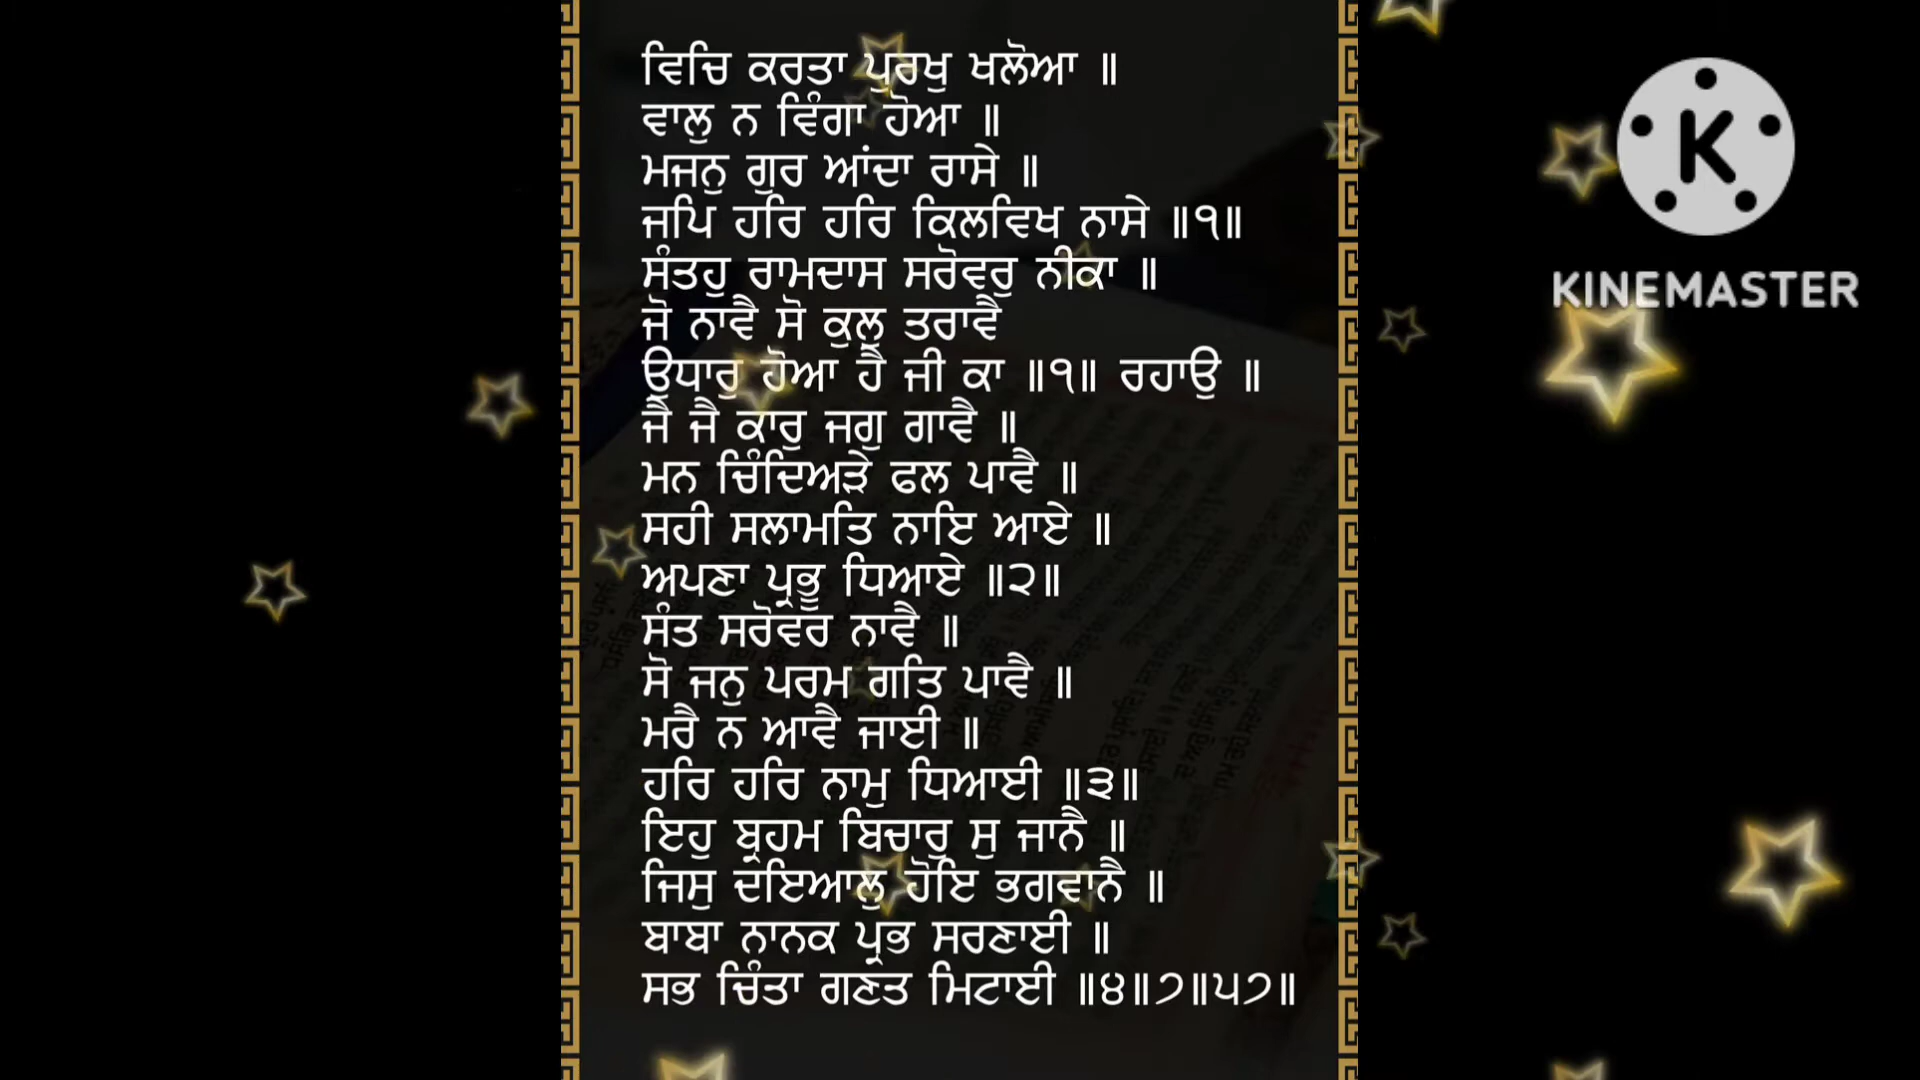 ਵਿਚਿ ਕਰਤਾ ਪੁਰਖੁ ਖਲੋਆ ॥
ਵਾਲੁ ਨ ਵਿੰਗਾ ਹੋਆ ॥
ਮਜਨੁ ਗੁਰ ਆਂਦਾ ਰਾਸੇ ॥
ਜਪਿ ਹਰਿ ਹਰਿ ਕਿਲਵਿਖ ਨਾਸੇ ॥੧॥
ਸੰਤਹੁ ਰਾਮਦਾਸ ਸਰੋਵਰੁ ਨੀਕਾ ॥
ਜੋ ਨਾਵੈ ਸੋ ਕੁਲੁ ਤਰਾਵੈ
ਉਧਾਰੁ ਹੋਆ ਹੈ ਜੀ ਕਾ ॥੧॥ ਰਹਾਉ ॥
ਜੈ ਜੈ ਕਾਰੁ ਜਗੁ ਗਾਵੈ ॥
ਮਨ ਚਿੰਦਿਅੜੇ ਫਲ ਪਾਵੈ ॥
ਸਹੀ ਸਲਾਮਤਿ ਨਾਇ ਆਏ ॥
ਅਪਣਾ ਪ੍ਰਭੂ ਧਿਆਏ ॥੨॥
ਸੰਤ ਸਰੋਵਰ ਨਾਵੈ ॥
ਸੋ ਜਨੁ ਪਰਮ ਗਤਿ ਪਾਵੈ ॥
ਮਰੈ ਨ ਆਵੈ ਜਾਈ ॥
ਹਰਿ ਹਰਿ ਨਾਮੁ ਧਿਆਈ ॥੩॥
ਇਹੁ ਬ੍ਰਹਮ ਬਿਚਾਰੁ ਸੁ ਜਾਨੈ ॥
ਜਿਸੁ ਦਇਆਲੁ ਹੋਇ ਭਗਵਾਨੈ ॥
ਬਾਬਾ ਨਾਨਕ ਪ੍ਰਭ ਸਰਣਾਈ ॥
ਸਭ ਚਿੰਤਾ ਗਣਤ ਮਿਟਾਈ ॥੪॥੭॥੫੭॥
K
KINEMASTER